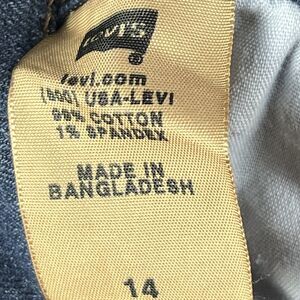 Levi's
levi.com
(800) USA-LEVI
99% COTTON
1% SPANDEX
MADE IN
BANGLADESH
14